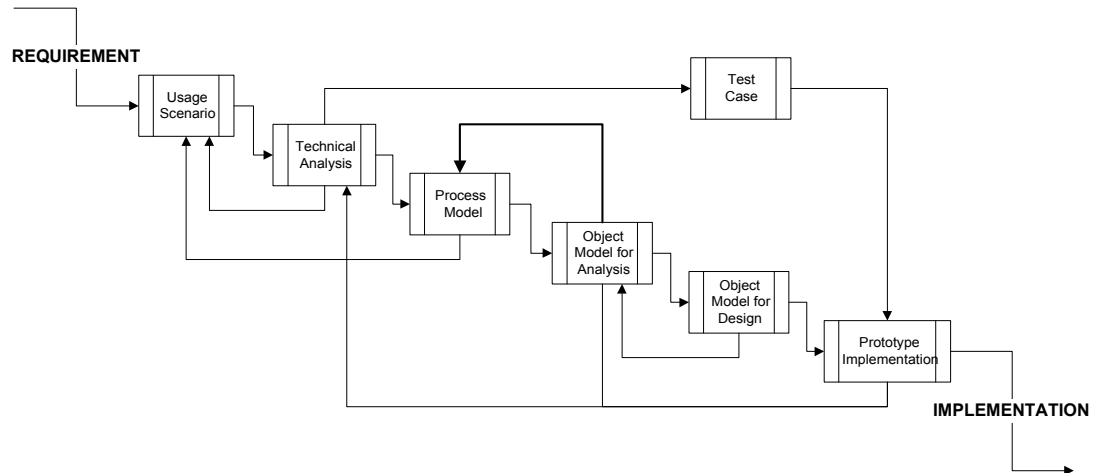 REQUIREMENT
Usage
Scenario
Test
Case
Technical
Analysis
Process
Model
Object
Model for
Analysis
Object
Model for
Design
Prototype
Implementation
IMPLEMENTATION